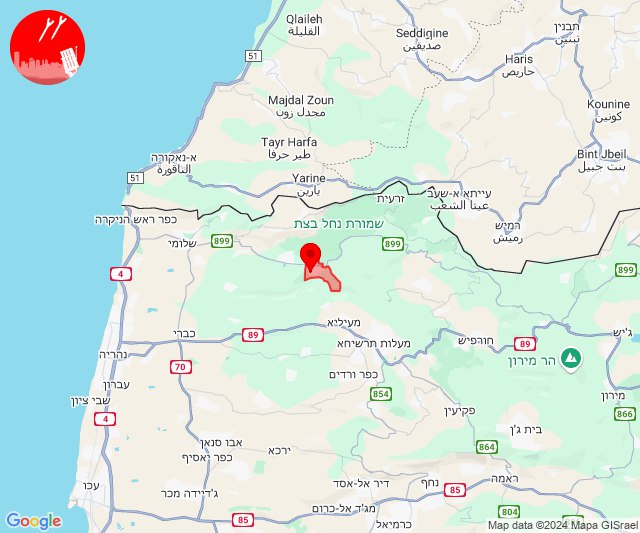 Qlaileh
القليلة
תבנין
تبنين
Seddiqine
صديقين
51
Haris
حاريص
Majdal Zoun
مجدل زون
Kounine
كونين
Tayr Harfa
طير حرفا
Bint Jbeil
بنت جبيل
א-נאקורה
الناقورة
Yarine
يارين
51
עייתא א-שעב
عيتا الشعب
זרעית
כפר ראש הניקרה
שמורת נחל בצת
רמיש
رميش
שלומי
899
899
899
4
מעיליא
כברי
89
מעלות תרשיחא
חורפיש
89
ג'יש
נהריה
הר מירון
70
כפר ורדים
עברון
854
מירון
שבי ציון
4
פקיעין
866
בית ג'ן
אבו סנאן
ירכא
864
כפר יאסיף
ראמה
עכו
ג'דיידה מכר
דיר אל-אסד
נחף
85
804
85
מג'ד אל-כרום
כרמיאל
Google
Map data ©2024 Mapa GISrael